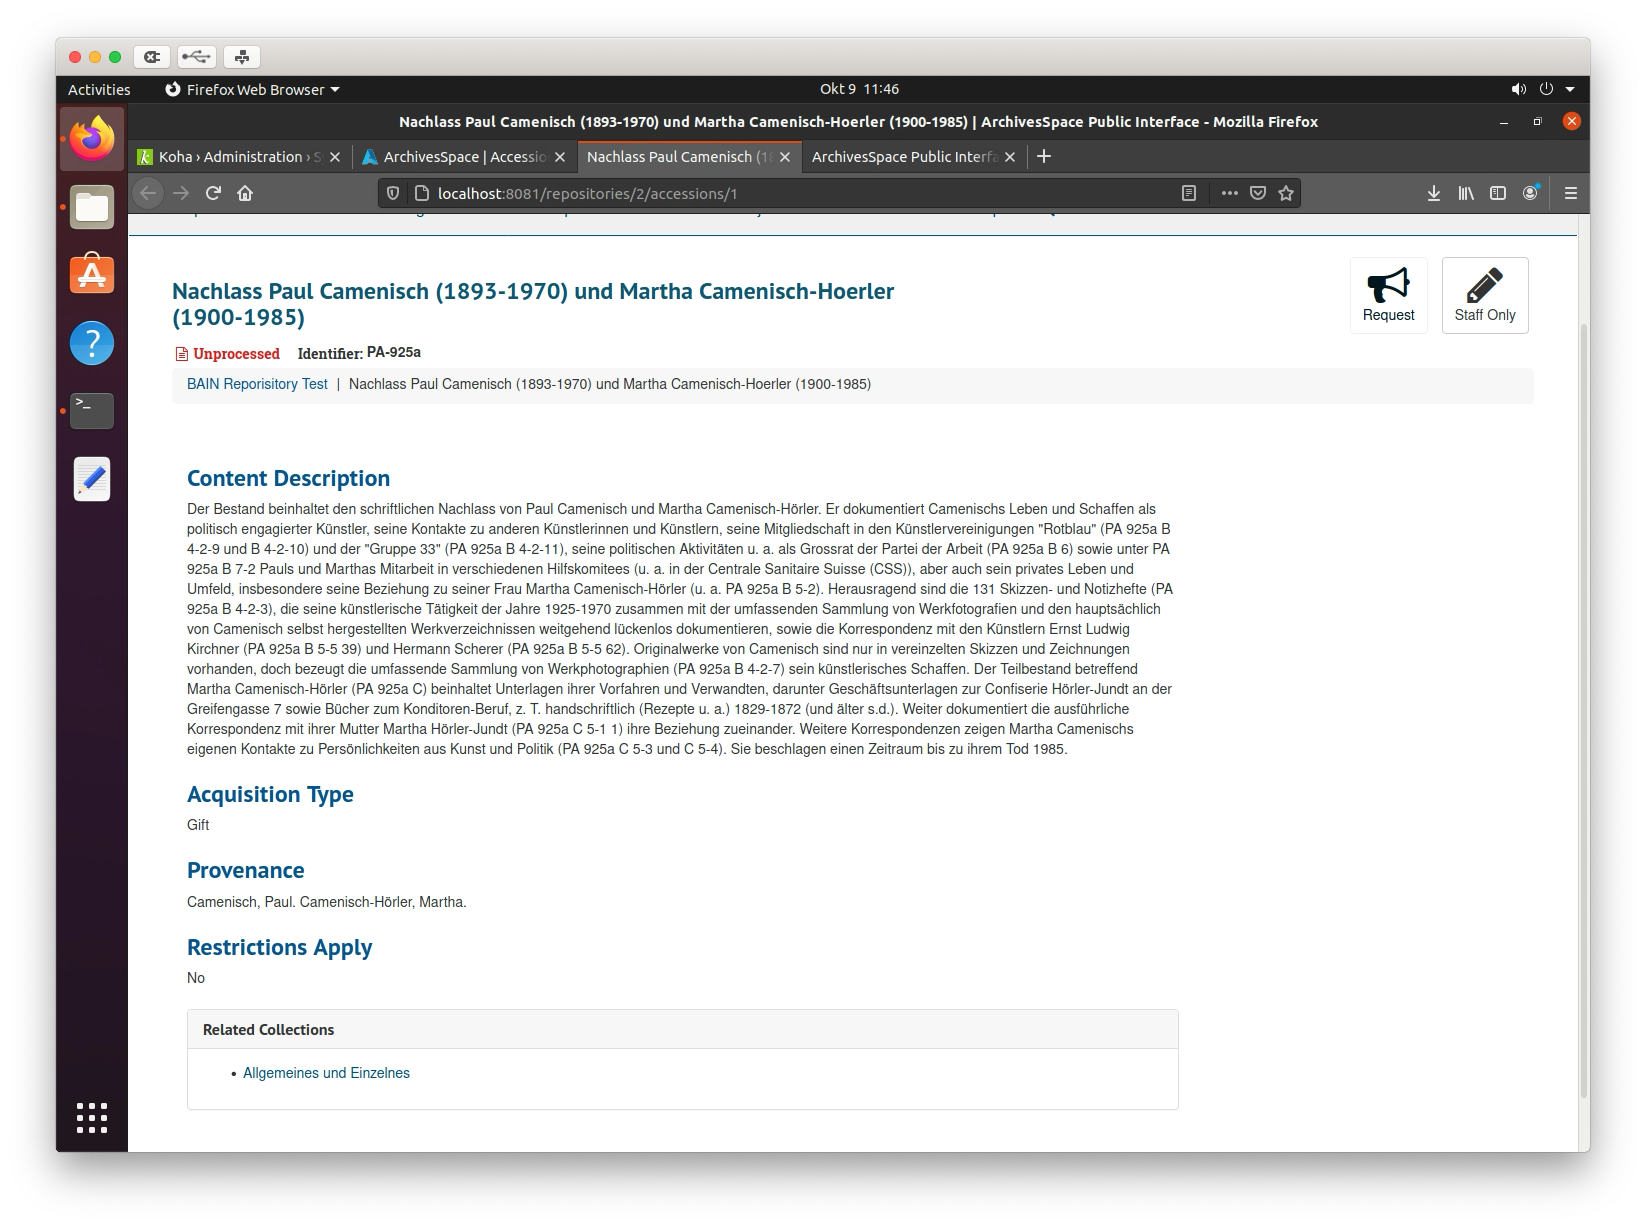 Activities
Firefox Web Browser
Okt 9 11:46
Nachlass Paul Camenisch (1893-1970) und Martha Camenisch-Hoerler (1900-1985) | ArchivesSpace Public Interface - Mozilla Firefox
Koha › Administration › S
ArchivesSpace | Accessio
Nachlass Paul Camenisch (1
ArchivesSpace Public Interfa
localhost:8081/repositories/2/accessions/1
Nachlass Paul Camenisch (1893-1970) und Martha Camenisch-Hoerler
(1900-1985)
Request
Staff Only
Unprocessed Identifier: PA-925a
BAIN Reporisitory Test | Nachlass Paul Camenisch (1893-1970) und Martha Camenisch-Hoerler (1900-1985)
Content Description
Der Bestand beinhaltet den schriftlichen Nachlass von Paul Camenisch und Martha Camenisch-Hörler. Er dokumentiert Camenischs Leben und Schaffen als
politisch engagierter Künstler, seine Kontakte zu anderen Künstlerinnen und Künstlern, seine Mitgliedschaft in den Künstlervereinigungen "Rotblau" (PA 925a B
4-2-9 und B 4-2-10) und der "Gruppe 33" (PA 925a B 4-2-11), seine politischen Aktivitäten u. a. als Grossrat der Partei der Arbeit (PA 925a B 6) sowie unter PA
925a B 7-2 Pauls und Marthas Mitarbeit in verschiedenen Hilfskomitees (u. a. in der Centrale Sanitaire Suisse (CSS)), aber auch sein privates Leben und
Umfeld, insbesondere seine Beziehung zu seiner Frau Martha Camenisch-Hörler (u. a. PA 925a B 5-2). Herausragend sind die 131 Skizzen- und Notizhefte (PA
925a B 4-2-3), die seine künstlerische Tätigkeit der Jahre 1925-1970 zusammen mit der umfassenden Sammlung von Werkfotografien und den hauptsächlich
von Camenisch selbst hergestellten Werkverzeichnissen weitgehend lückenlos dokumentieren, sowie die Korrespondenz mit den Künstlern Ernst Ludwig
Kirchner (PA 925a B 5-5 39) und Hermann Scherer (PA 925a B 5-5 62). Originalwerke von Camenisch sind nur in vereinzelten Skizzen und Zeichnungen
vorhanden, doch bezeugt die umfassende Sammlung von Werkphotographien (PA 925a B 4-2-7) sein künstlerisches Schaffen. Der Teilbestand betreffend
Martha Camenisch-Hörler (PA 925a C) beinhaltet Unterlagen ihrer Vorfahren und Verwandten, darunter Geschäftsunterlagen zur Confiserie Hörler-Jundt an der
Greifengasse 7 sowie Bücher zum Konditoren-Beruf, z. T. handschriftlich (Rezepte u. a.) 1829-1872 (und älter s.d.). Weiter dokumentiert die ausführliche
Korrespondenz mit ihrer Mutter Martha Hörler-Jundt (PA 925a C 5-1 1) ihre Beziehung zueinander. Weitere Korrespondenzen zeigen Martha Camenischs
eigenen Kontakte zu Persönlichkeiten aus Kunst und Politik (PA 925a C 5-3 und C 5-4). Sie beschlagen einen Zeitraum bis zu ihrem Tod 1985.
Acquisition Type
Gift
Provenance
Camenisch, Paul. Camenisch-Hörler, Martha.
Restrictions Apply
No
Related Collections
• Allgemeines und Einzelnes